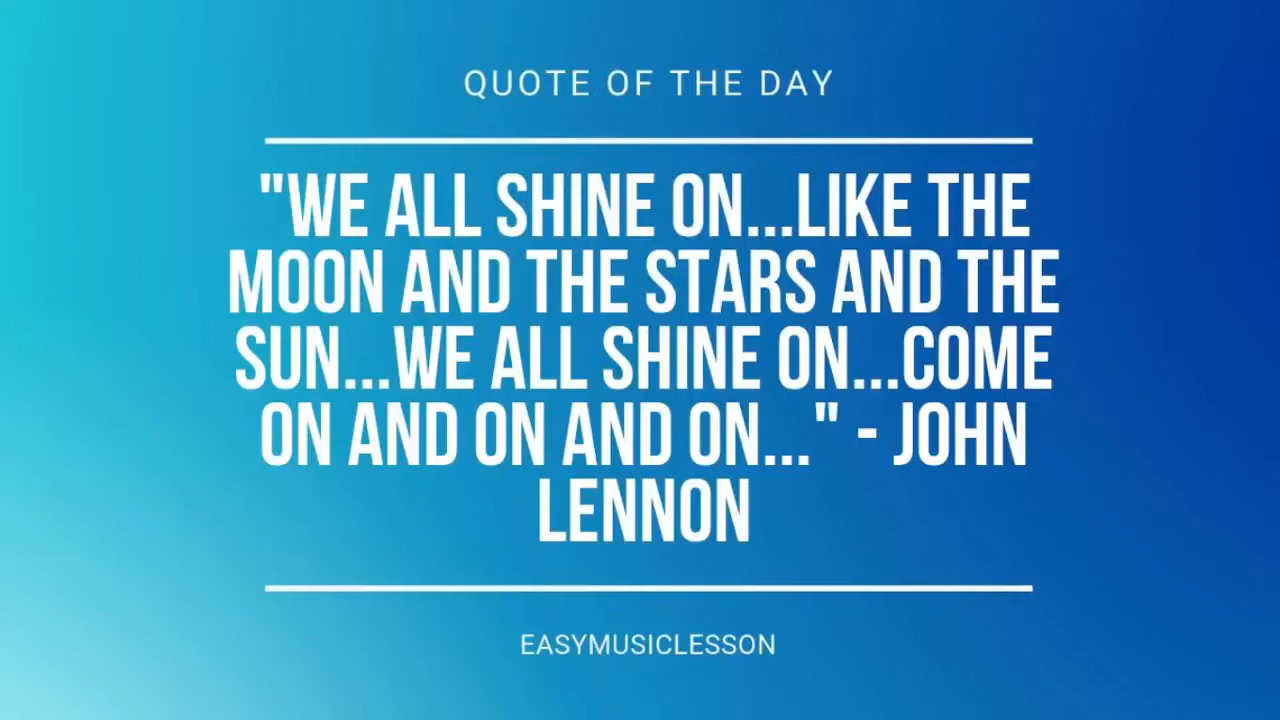 QUOTE OF THE DAY
"WE ALL SHINE ON...LIKE THE
MOON AND THE STARS AND THE
SUN...WE ALL SHINE ON...COME
ON AND ON AND ON..." - JOHN
LENNON
EASYMUSICLESSON